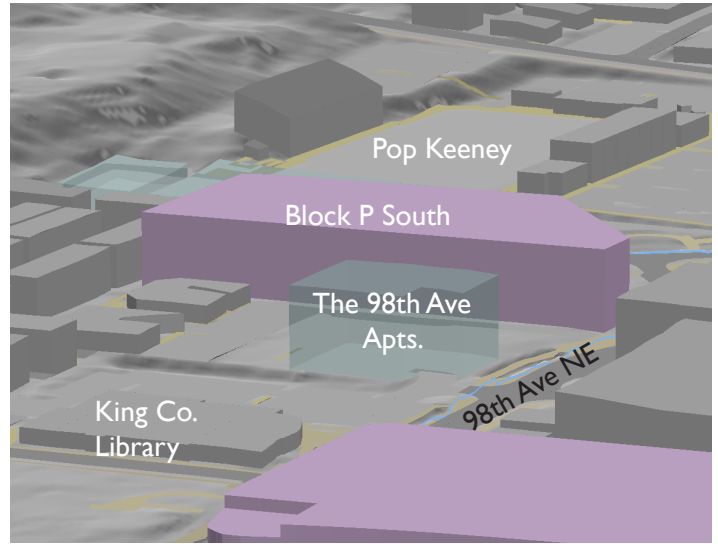 Pop Keeney
Block P South
The 98th Ave
Apts.
98th Ave NE
King Co.
Library